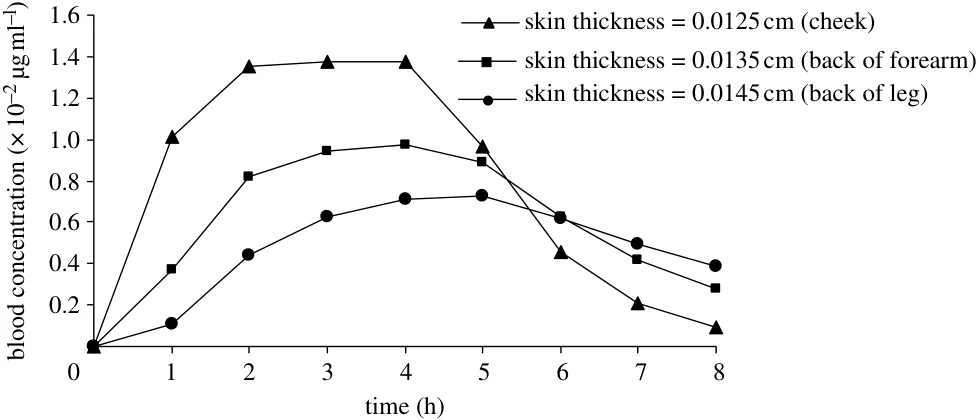 1.6
1.4
1.2
1.0
0.8
0.6
0.4
0.2
blood concentration (× 10⁻² μg ml⁻¹)
skin thickness = 0.0125 cm (cheek)
skin thickness = 0.0135 cm (back of forearm)
skin thickness = 0.0145 cm (back of leg)
0 1 2 3 4 5 6 7 8
time (h)